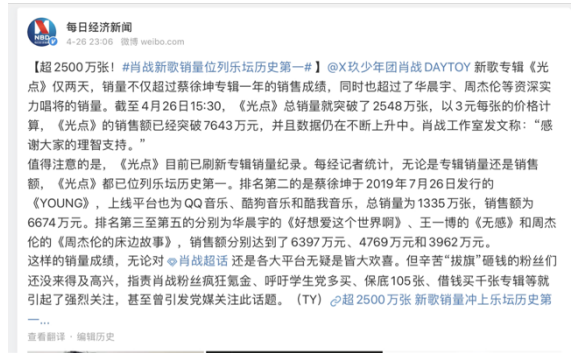 每日经济新闻
4-26 23:06 微博 weibo.com
【超 2500 万张！#肖战新歌销量位列乐坛历史第一# 】@X玖少年团肖战DAYTOY 新歌专辑《光
点》仅两天，销量不仅超过蔡徐坤专辑一年的销售成绩，同时也超过了华晨宇、周杰伦等资深实
力唱将的销量。截至4月26日15:30，《光点》总销量就突破了2548万张，以3元每张的价格计
算，《光点》的销售额已经突破7643万元，并且数据仍在不断上升中。肖战工作室发文称：“感
谢大家的理智支持。”
值得注意的是，《光点》目前已刷新专辑销量纪录。每经记者统计，无论是专辑销量还是销售
额，《光点》都已位列乐坛历史第一。排名第二的是蔡徐坤于2019年7月26日发行的
《YOUNG》，上线平台也为QQ音乐、酷狗音乐和酷我音乐，总销量为1335万张，销售额为
6674万元。排名第三至第五的分别为华晨宇的《好想爱这个世界啊》、王一博的《无感》和周杰
伦的《周杰伦的床边故事》，销售额分别达到了6397万元、4769万元和3962万元。
这样的销量成绩，无论对 肖战超话 还是各大平台无疑是皆大欢喜。但辛苦“拔旗”砸钱的粉丝们
还没来得及高兴，指责肖战粉丝疯狂氪金、呼吁学生党多买、保底105张、借钱买千张专辑等就
引起了强烈关注，甚至曾引发党媒关注此话题。（TY）超2500万张 新歌销量冲上乐坛历史第
一...
查看翻译 · 编辑历史